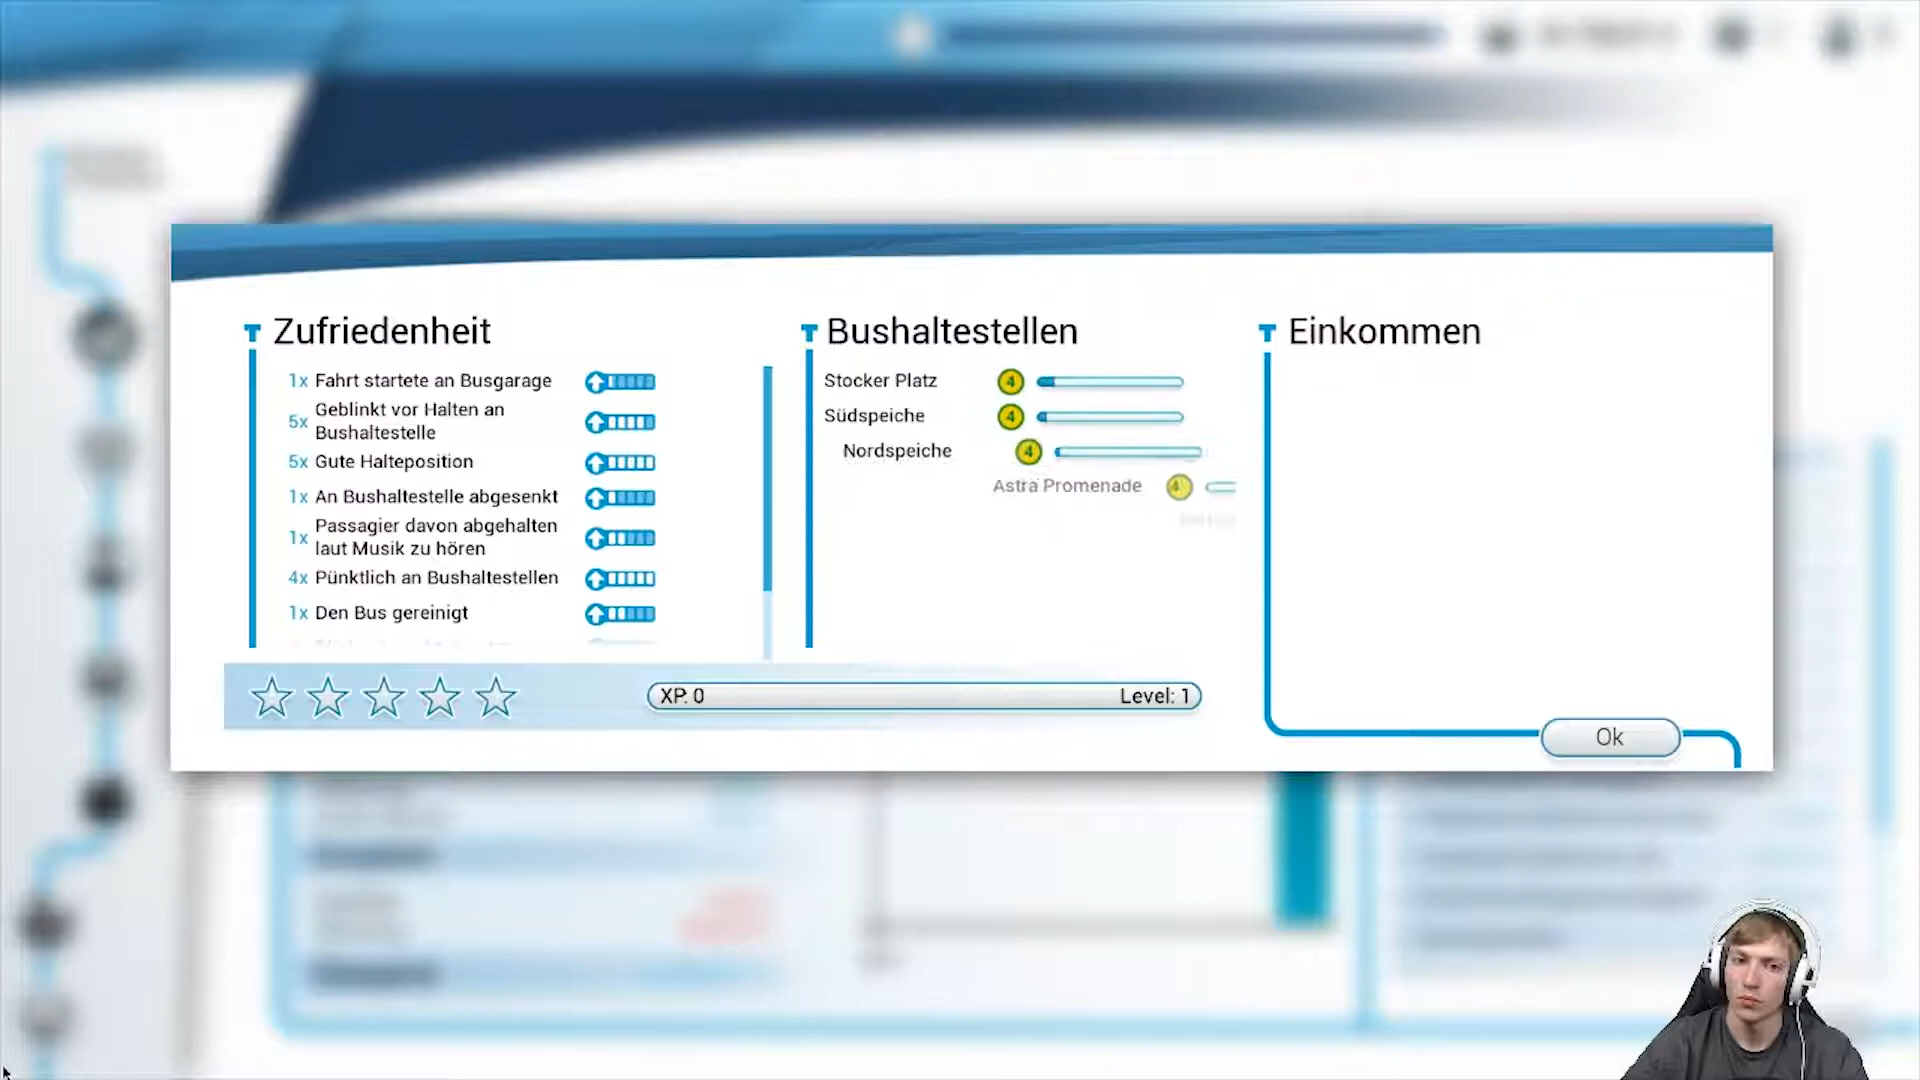 Zufriedenheit
1x Fahrt startete an Busgarage
5x Geblinkt vor Halten an
Bushaltestelle
5x Gute Halteposition
1x An Bushaltestelle abgesenkt
1x Passagier davon abgehalten
laut Musik zu hören
4x Pünktlich an Bushaltestellen
1x Den Bus gereinigt
Bushaltestellen
Stocker Platz 4
Südspeiche 4
Nordspeiche 4
Astra Promenade 4
Einkommen
XP: 0
Level: 1
Ok